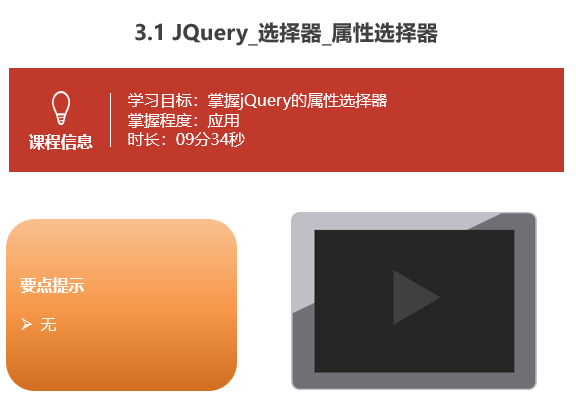 3.1 JQuery_选择器_属性选择器
学习目标：掌握jQuery的属性选择器
课程信息
掌握程度：应用
时长：09分34秒
要点提示
➢ 无